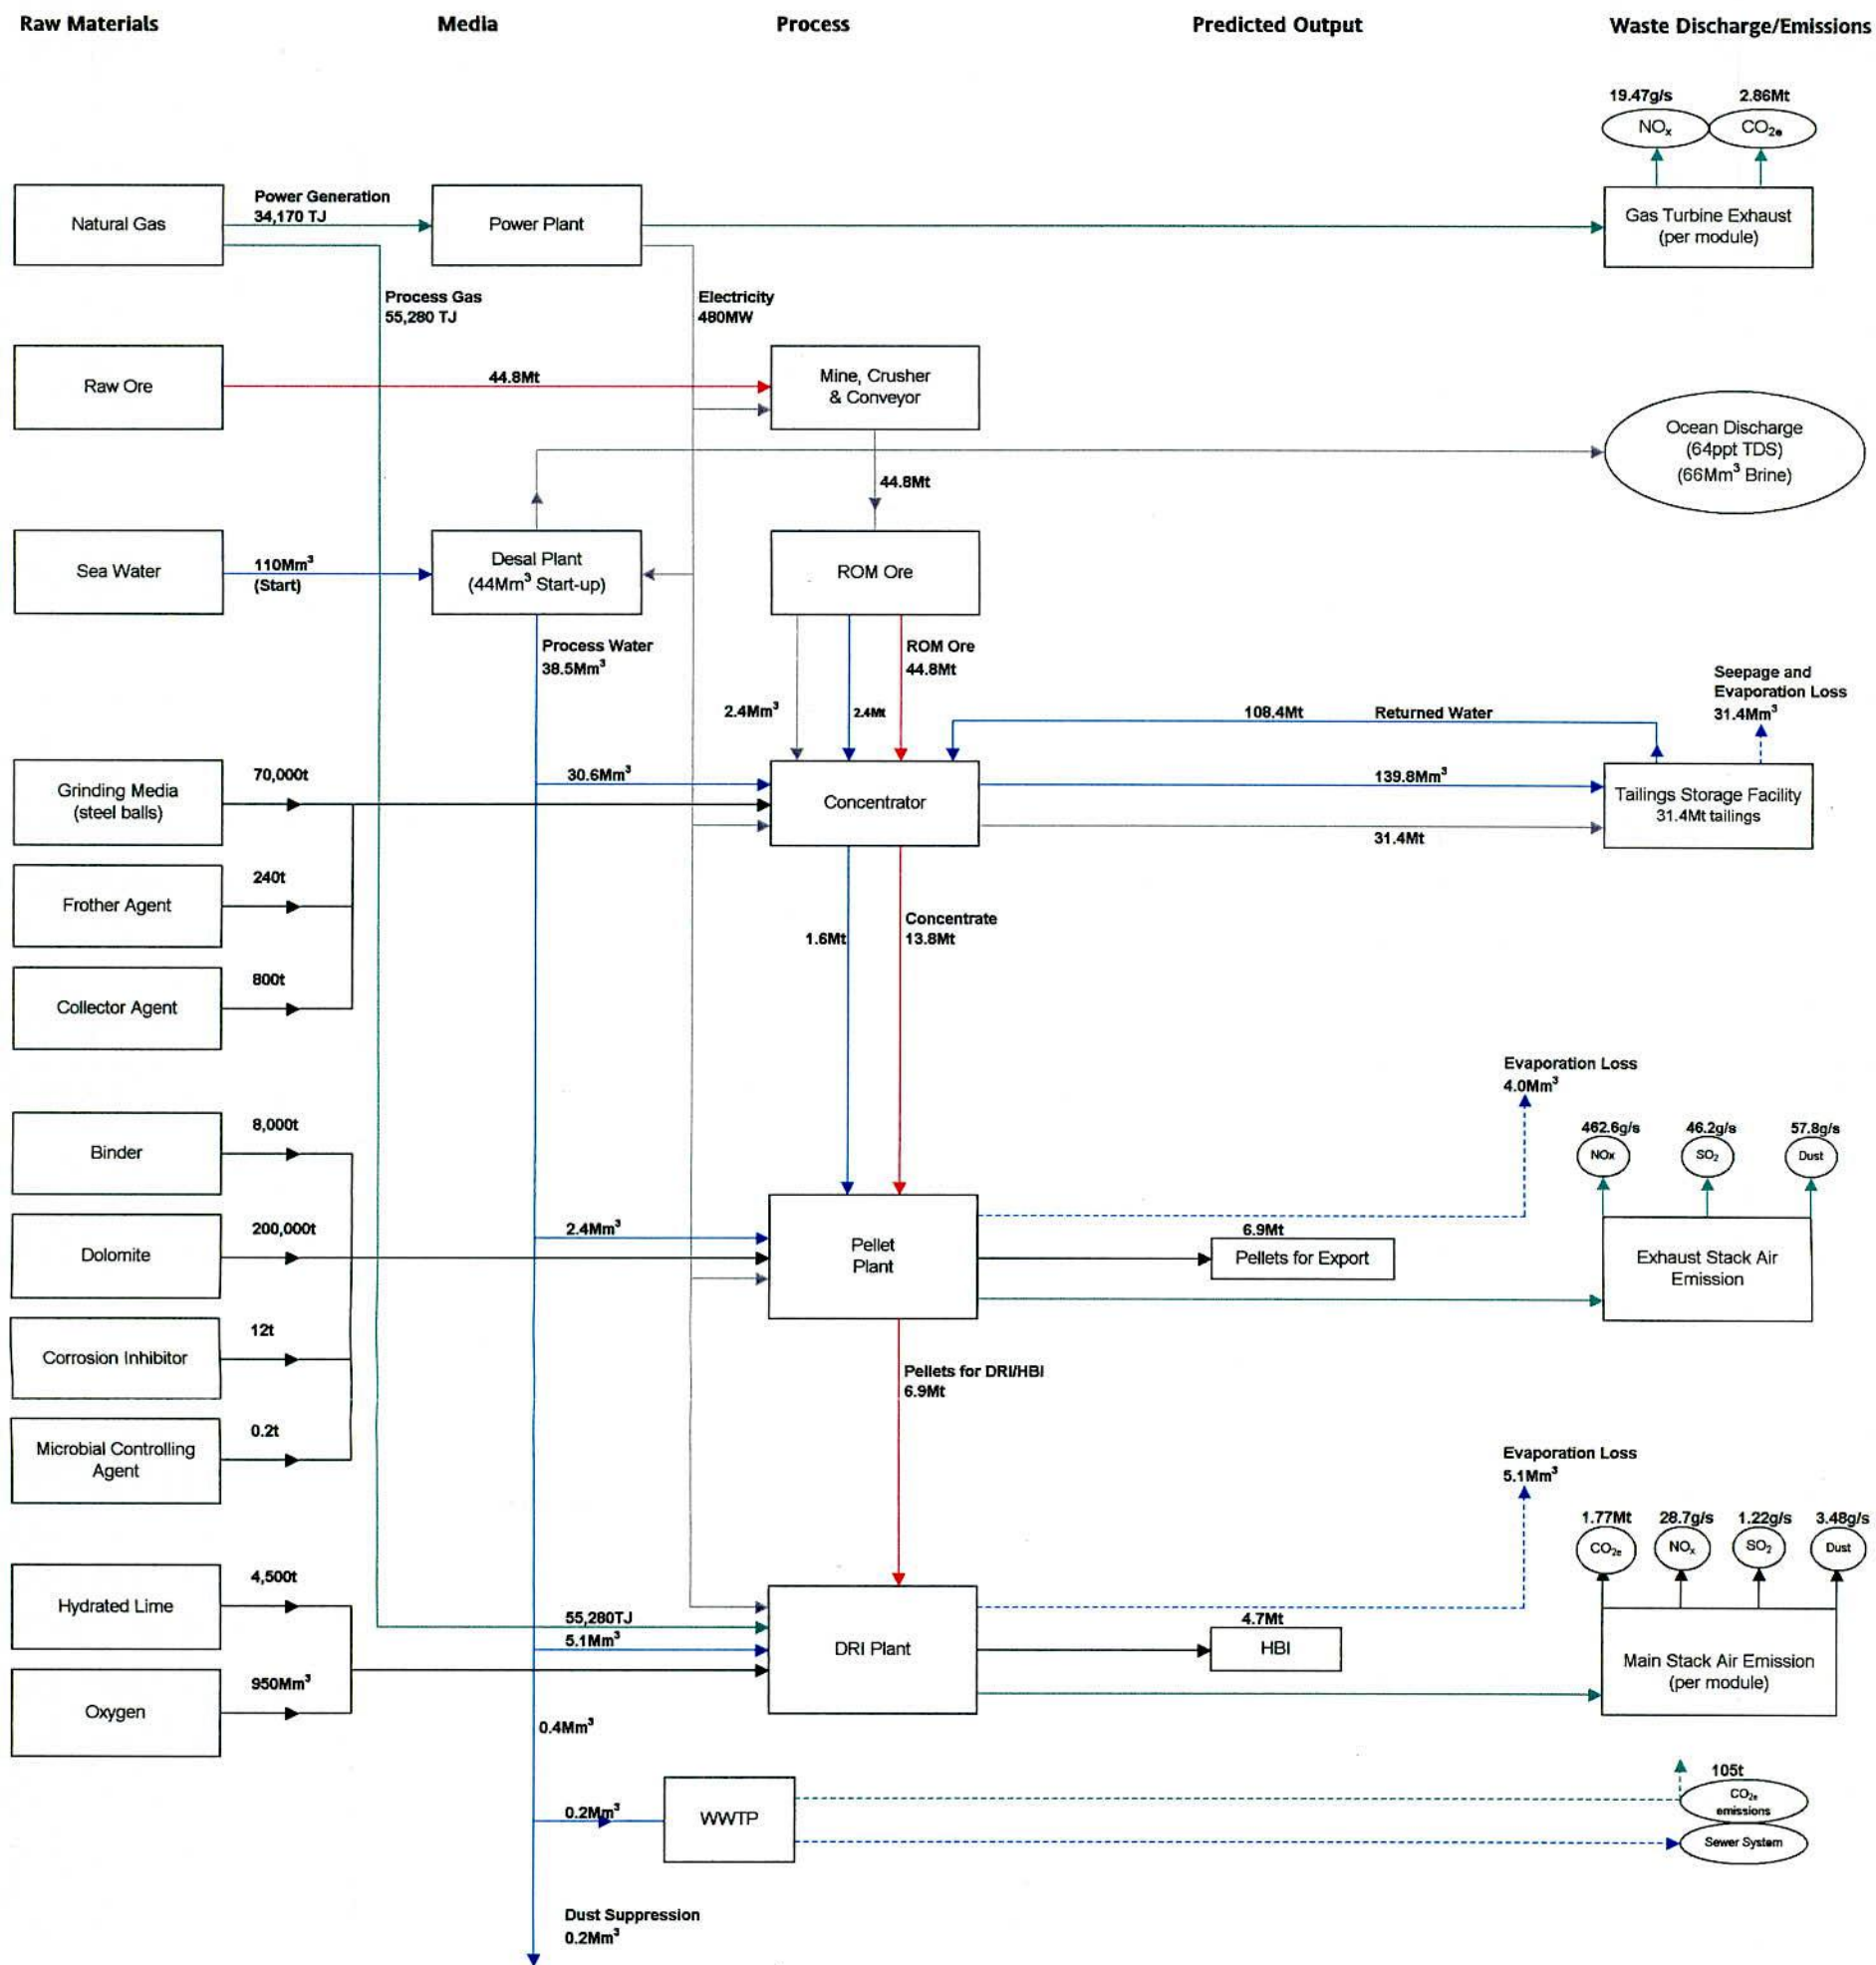 Raw Materials
Media
Process
Predicted Output
Waste Discharge/Emissions
19.47g/s
2.86Mt
NOₓ
CO₂ₑ
Natural Gas
Power Generation
34,170 TJ
Power Plant
Gas Turbine Exhaust
(per module)
Process Gas
55,280 TJ
Electricity
480MW
Raw Ore
44.8Mt
Mine, Crusher
& Conveyor
Ocean Discharge
(64ppt TDS)
(66Mm³ Brine)
44.8Mt
Sea Water
110Mm³
(Start)
Desal Plant
(44Mm³ Start-up)
ROM Ore
Process Water
38.5Mm³
ROM Ore
44.8Mt
2.4Mm³
2.4Mt
108.4Mt
Returned Water
Seepage and
Evaporation Loss
31.4Mm³
Grinding Media
(steel balls)
70,000t
30.6Mm³
Concentrator
139.8Mm³
31.4Mt
Tailings Storage Facility
31.4Mt tailings
Frother Agent
240t
Collector Agent
800t
1.6Mt
Concentrate
13.8Mt
Evaporation Loss
4.0Mm³
462.6g/s
46.2g/s
57.8g/s
NOx
SO₂
Dust
Binder
8,000t
Dolomite
200,000t
2.4Mm³
Pellet
Plant
6.9Mt
Pellets for Export
Exhaust Stack Air
Emission
Corrosion Inhibitor
12t
Pellets for DRI/HBI
6.9Mt
Microbial Controlling
Agent
0.2t
Evaporation Loss
5.1Mm³
1.77Mt
28.7g/s
1.22g/s
3.48g/s
CO₂ₑ
NOₓ
SO₂
Dust
Hydrated Lime
4,500t
55,280TJ
5.1Mm³
DRI Plant
4.7Mt
HBI
Main Stack Air Emission
(per module)
Oxygen
950Mm³
0.4Mm³
0.2Mm³
WWTP
105t
CO₂ₑ
emissions
Sewer System
Dust Suppression
0.2Mm³